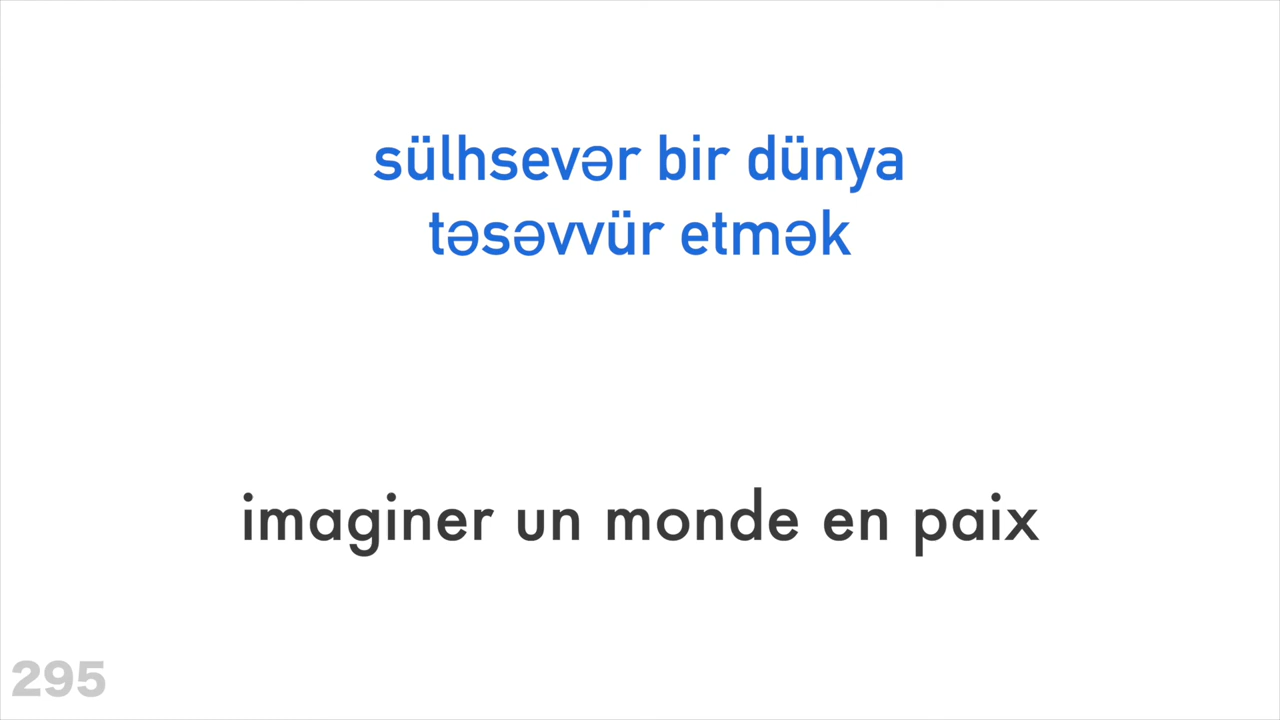 sülhsevər bir dünya
təsəvvür etmək
imaginer un monde en paix
295